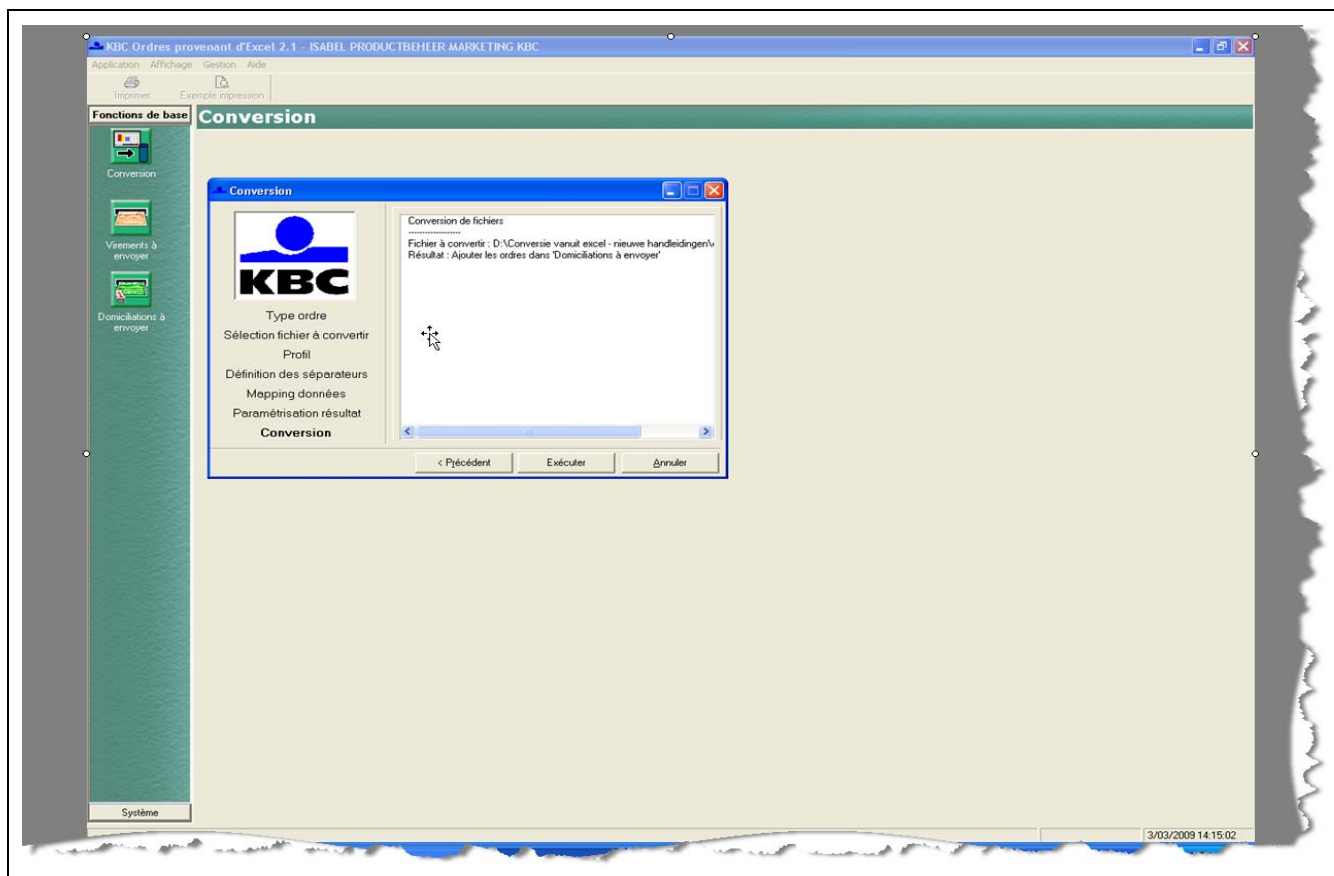 KBC Ordres provenant d'Excel 2.1 - ISABEL PRODUCTBEHEER MARKETING KBC
Application Affichage Gestion Aide
Imprimer Exemple impression
Fonctions de base
Conversion
Conversion
Virements à
envoyer
Domiciliations à
envoyer
Système
Conversion
KBC
Type ordre
Sélection fichier à convertir
Profil
Définition des séparateurs
Mapping données
Paramétrisation résultat
Conversion
Conversion de fichiers
-------------------
Fichier à convertir : D:\Conversie vanuit excel - nieuwe handleidingen\
Résultat : Ajouter les ordres dans 'Domiciliations à envoyer'
< Précédent Exécuter Annuler
3/03/2009 14:15:02